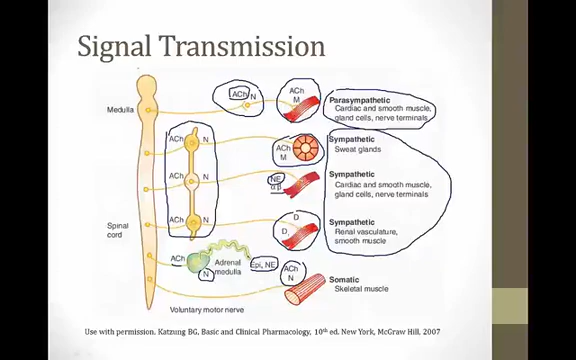 Signal Transmission
Medulla
ACh N
ACh
M
Parasympathetic
Cardiac and smooth muscle,
gland cells, nerve terminals
ACh N
ACh
M
Sympathetic
Sweat glands
ACh N
NE
α β
Sympathetic
Cardiac and smooth muscle,
gland cells, nerve terminals
Spinal
cord
ACh N
D
D₁
Sympathetic
Renal vasculature,
smooth muscle
ACh
N
Adrenal
medulla
Epi, NE
ACh
N
Somatic
Skeletal muscle
Voluntary motor nerve
Use with permission. Katzung BG, Basic and Clinical Pharmacology, 10th ed. New York, McGraw Hill, 2007